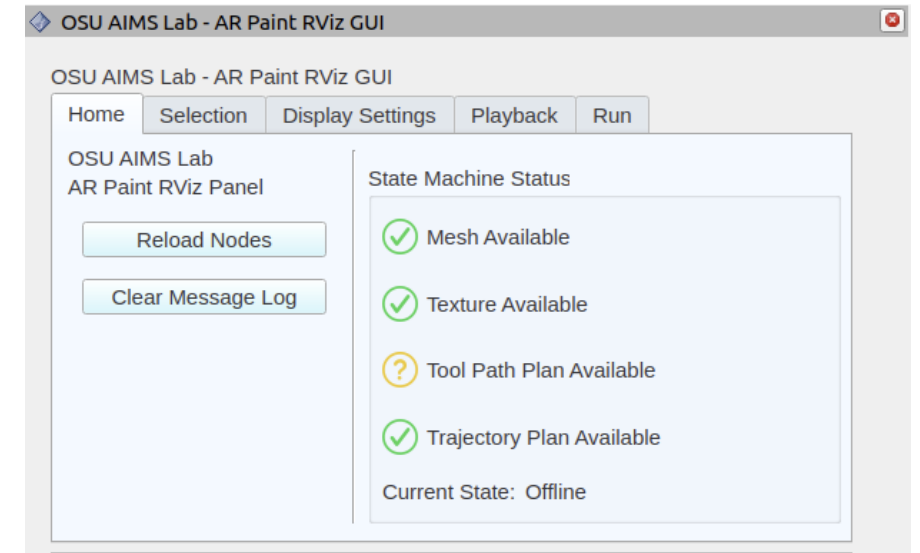 OSU AIMS Lab - AR Paint RViz GUI
OSU AIMS Lab - AR Paint RViz GUI
Home Selection Display Settings Playback Run
OSU AIMS Lab
AR Paint RViz Panel
Reload Nodes
Clear Message Log
State Machine Status
Mesh Available
Texture Available
? Tool Path Plan Available
Trajectory Plan Available
Current State: Offline